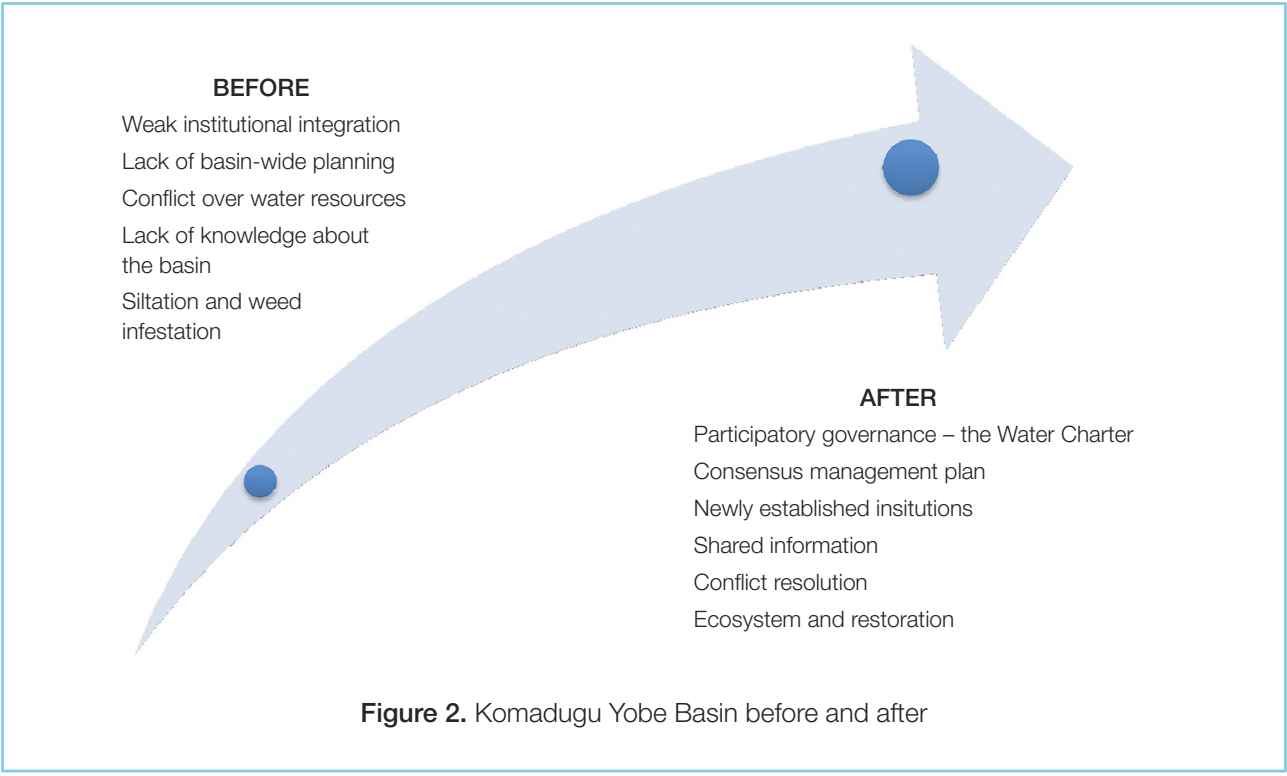 BEFORE
Weak institutional integration
Lack of basin-wide planning
Conflict over water resources
Lack of knowledge about
the basin
Siltation and weed
infestation
AFTER
Participatory governance – the Water Charter
Consensus management plan
Newly established insitutions
Shared information
Conflict resolution
Ecosystem and restoration
Figure 2. Komadugu Yobe Basin before and after